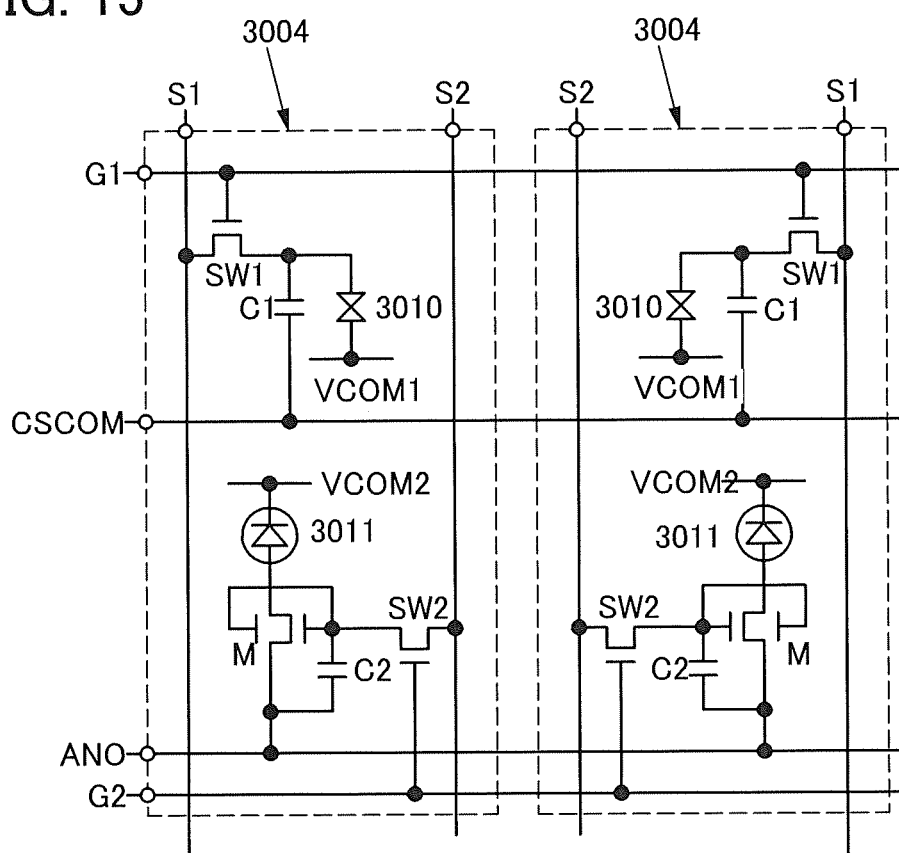 IG. 15
3004 3004
S1 S2 S2 S1
G1
SW1 SW1
C1 3010 3010 C1
VCOM1 VCOM1
CSCOM
VCOM2 VCOM2
3011 3011
SW2 SW2
M M
C2 C2
ANO
G2